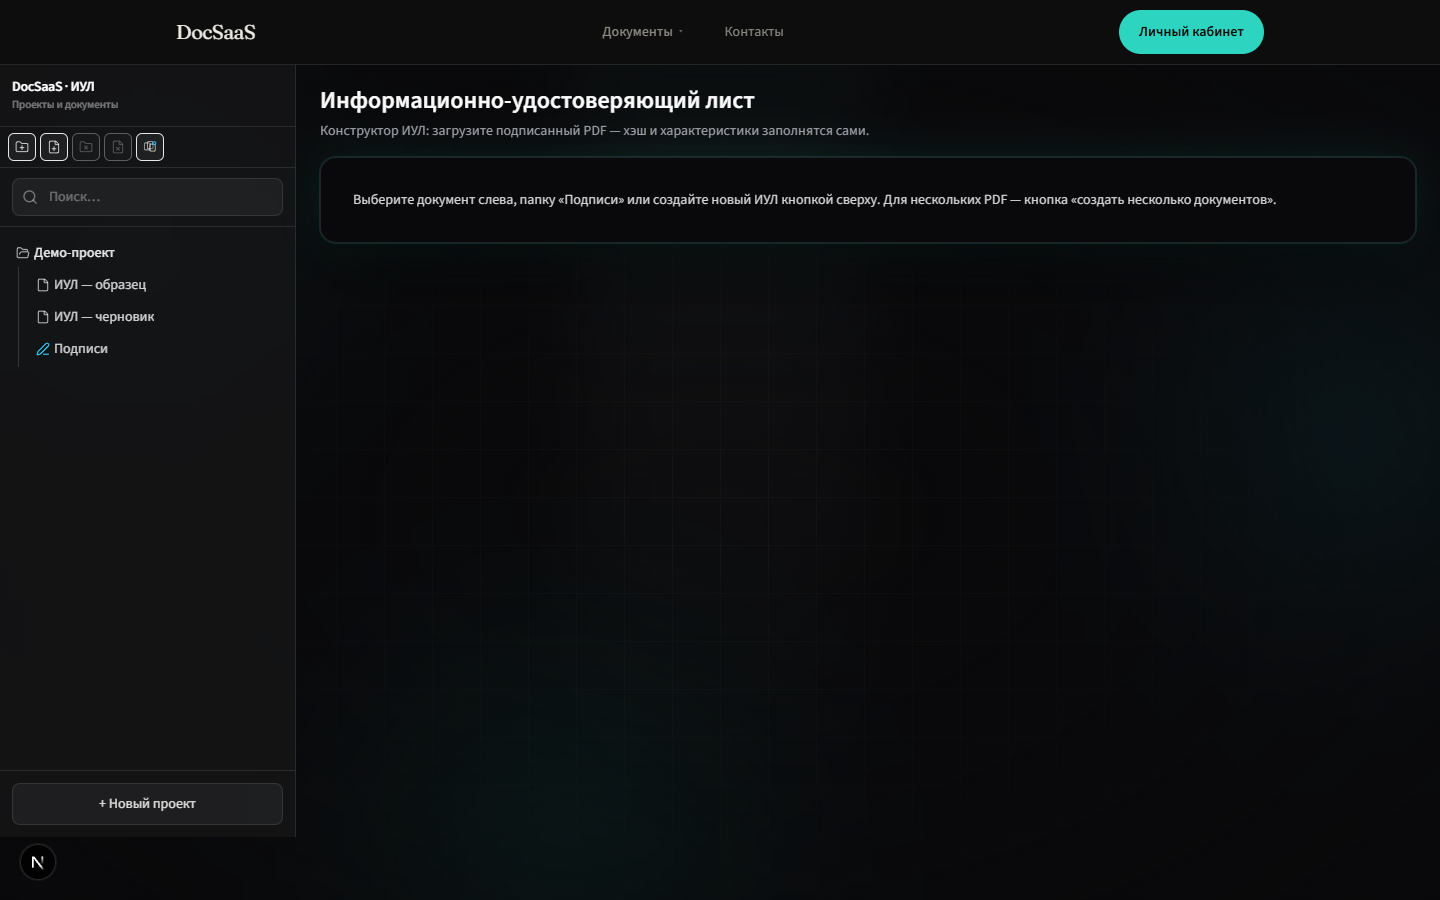 DocSaaS
Документы
Контакты
Личный кабинет
DocSaaS · ИУЛ
Проекты и документы
Поиск...
Демо-проект
ИУЛ — образец
ИУЛ — черновик
Подписи
+ Новый проект
N
Информационно-удостоверяющий лист
Конструктор ИУЛ: загрузите подписанный PDF — хэш и характеристики заполнятся сами.
Выберите документ слева, папку «Подписи» или создайте новый ИУЛ кнопкой сверху. Для нескольких PDF — кнопка «создать несколько документов».